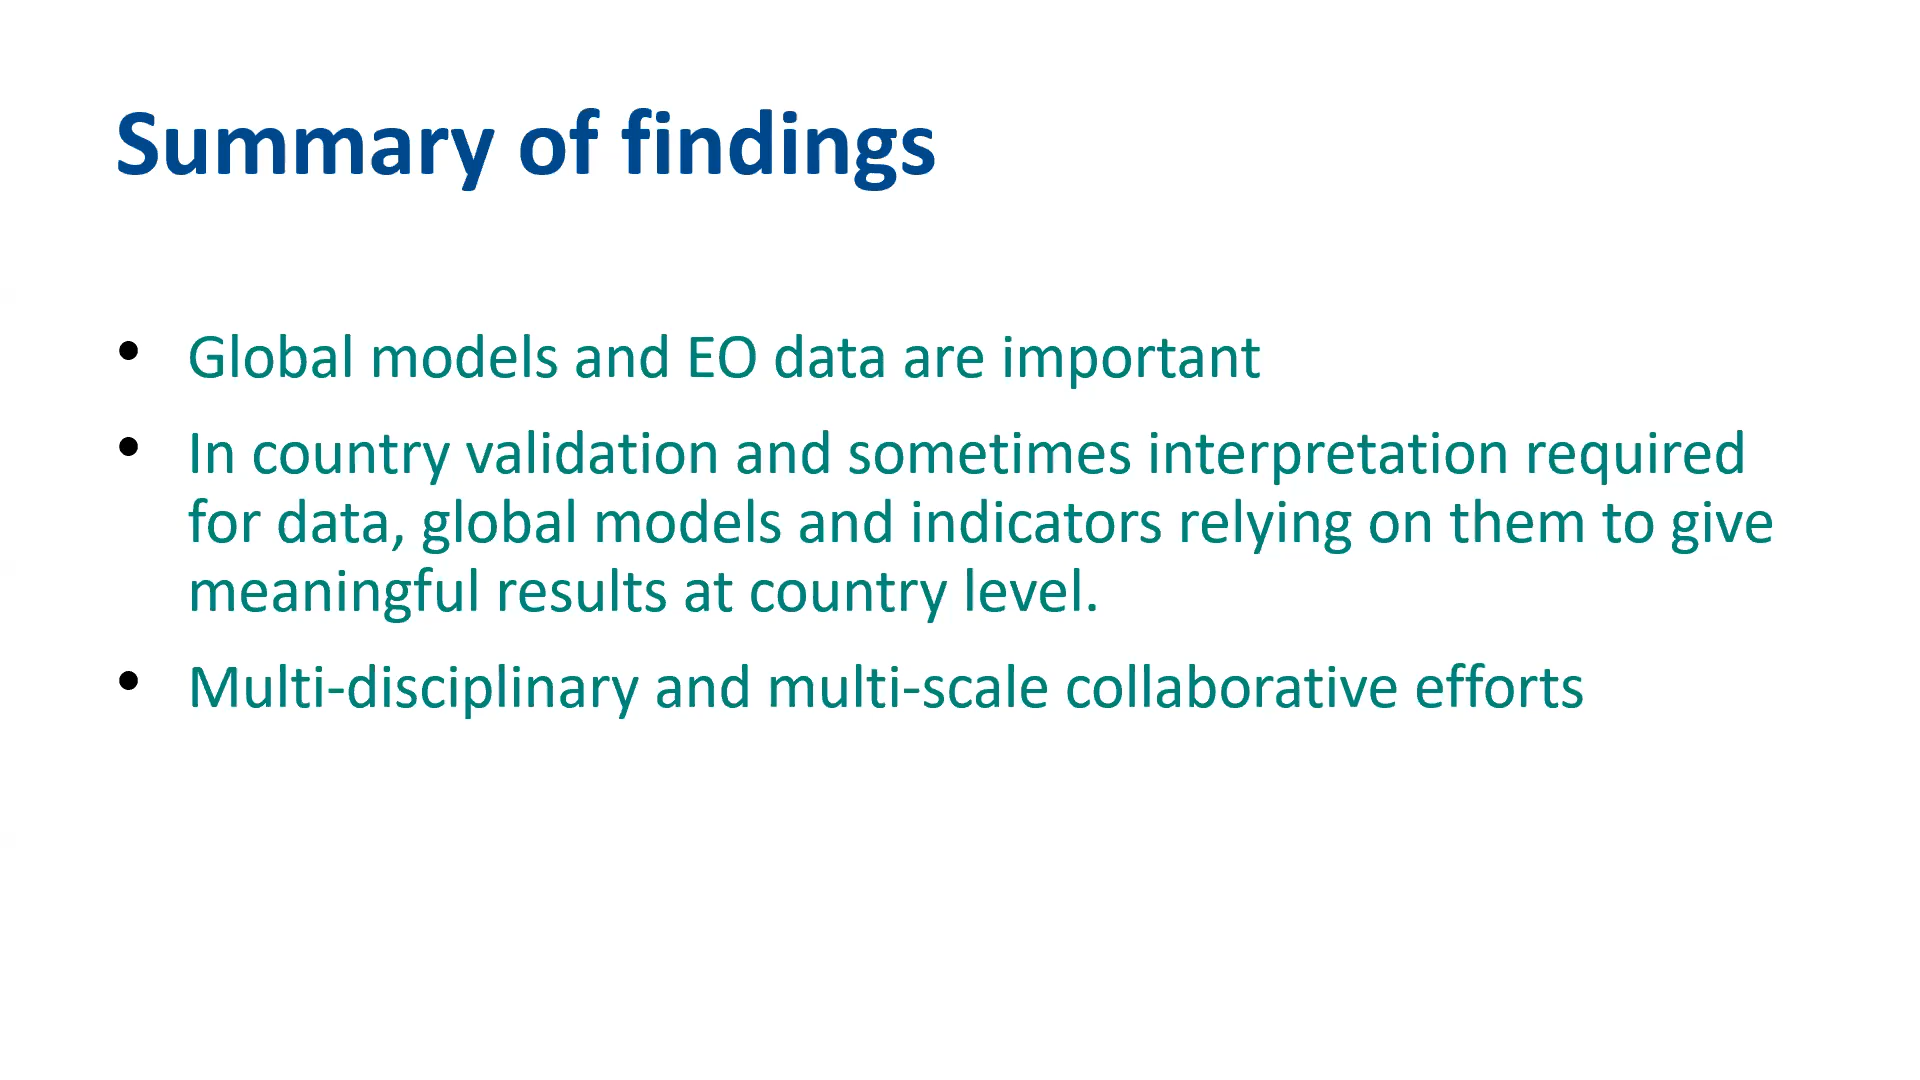 Summary of findings
• Global models and EO data are important
• In country validation and sometimes interpretation required
for data, global models and indicators relying on them to give
meaningful results at country level.
• Multi-disciplinary and multi-scale collaborative efforts